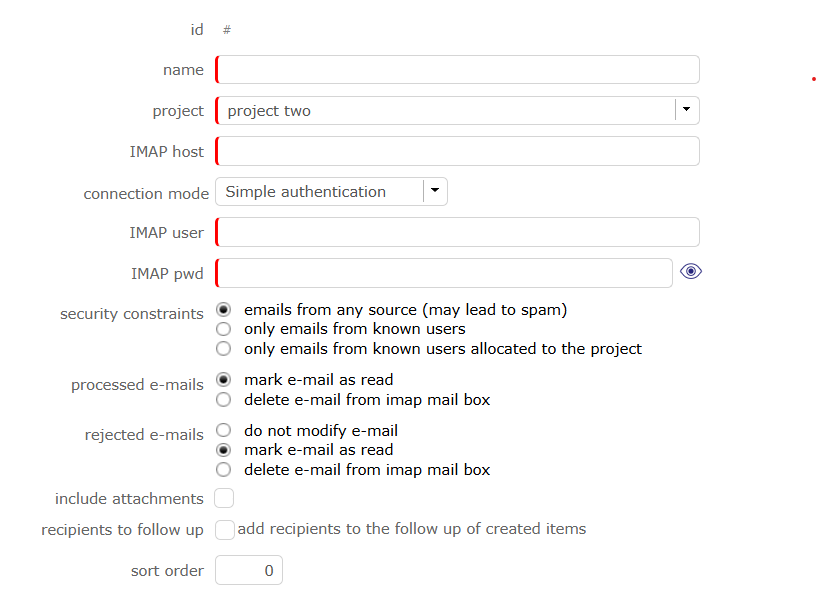 id #
name
project project two
IMAP host
connection mode Simple authentication
IMAP user
IMAP pwd
security constraints emails from any source (may lead to spam)
only emails from known users
only emails from known users allocated to the project
processed e-mails mark e-mail as read
delete e-mail from imap mail box
rejected e-mails do not modify e-mail
mark e-mail as read
delete e-mail from imap mail box
include attachments
recipients to follow up add recipients to the follow up of created items
sort order 0